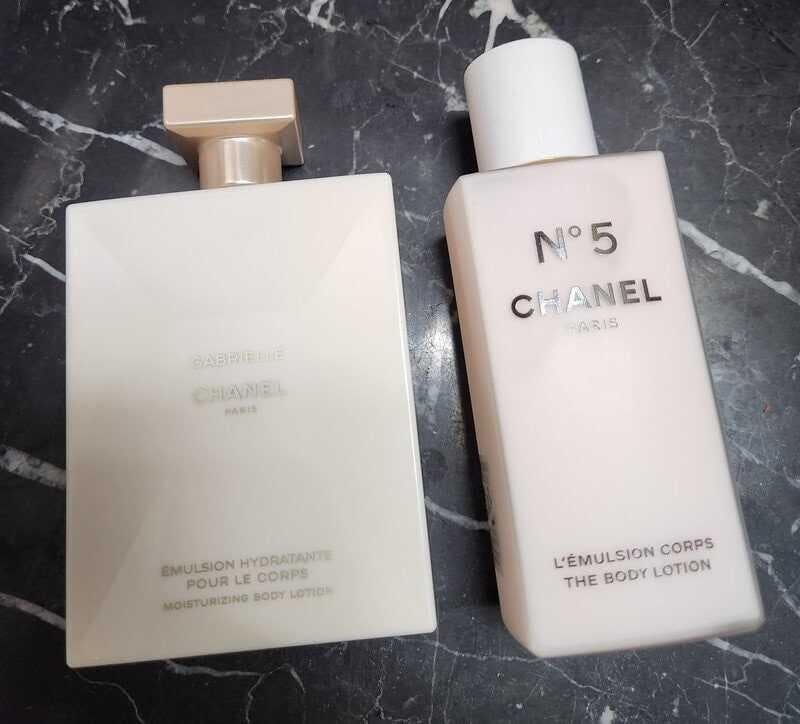 GABRIELLE
CHANEL
PARIS
ÉMULSION HYDRATANTE
POUR LE CORPS
MOISTURIZING BODY LOTION
N°5
CHANEL
PARIS
L'ÉMULSION CORPS
THE BODY LOTION